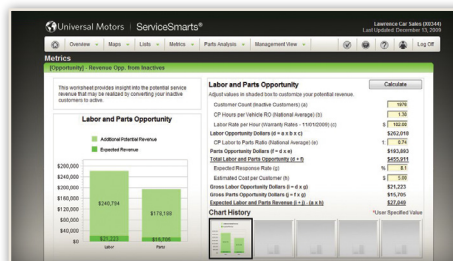 Universal Motors | ServiceSmarts®
Lawrence Car Sales (X0344)
Last Updated: December 13, 2009
Overview Maps Lists Metrics Parts Analysis Management View Log Off
Metrics
[Opportunity] - Revenue Opp. from Inactives
This worksheet provides insight into the potential service
revenue that may be realized by converting your inactive
customers to active.
Labor and Parts Opportunity
Additional Potential Revenue
Expected Revenue
$280,000
$240,000
$200,000
$160,000
$120,000
$80,000
$40,000
$0
$240,794
$178,188
$21,223
$15,705
Labor
Parts
Labor and Parts Opportunity
Calculate
Adjust values in shaded box to customize your potential revenue.
Customer Count (Inactive Customers) (a) 1976
CP Hours per Vehicle RO (National Average) (b) 1.30
Labor Rate per Hour (Warranty Rates - 11/01/2009) (c) $ 102.00
Labor Opportunity Dollars (d = a x b x c) $262,018
CP Labor to Parts Ratio (National Average) (e) 1: 0.74
Parts Opportunity Dollars (f = d x e) $193,893
Total Labor and Parts Opportunity (d + f) $455,911
Expected Response Rate (g) % 8.1
Estimated Cost per Customer (h) $ 5.00
Gross Labor Opportunity Dollars (i = d x g) $21,223
Gross Parts Opportunity Dollars (j = f x g) $15,705
Expected Labor and Parts Revenue (i + j) - (a x h) $27,049
Chart History
*User Specified Value